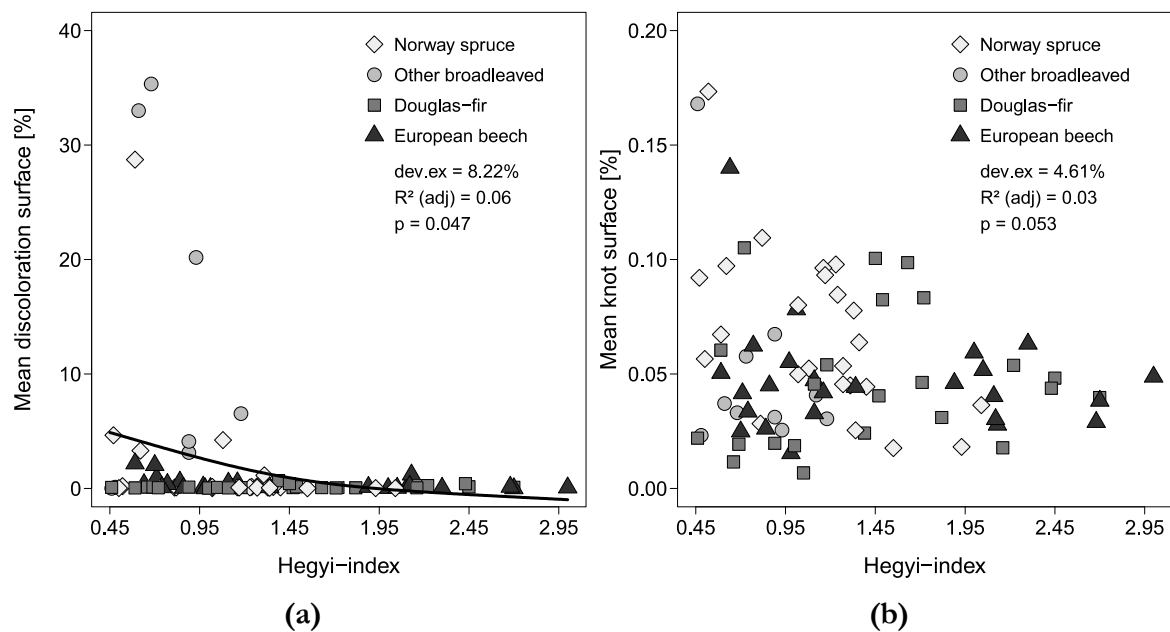 Mean discoloration surface [%]
40
30
20
10
0
0.45 0.95 1.45 1.95 2.45 2.95
Hegyi−index
Norway spruce
Other broadleaved
Douglas−fir
European beech
dev.ex = 8.22%
R² (adj) = 0.06
p = 0.047
(a)
Mean knot surface [%]
0.20
0.15
0.10
0.05
0.00
0.45 0.95 1.45 1.95 2.45 2.95
Hegyi−index
Norway spruce
Other broadleaved
Douglas−fir
European beech
dev.ex = 4.61%
R² (adj) = 0.03
p = 0.053
(b)